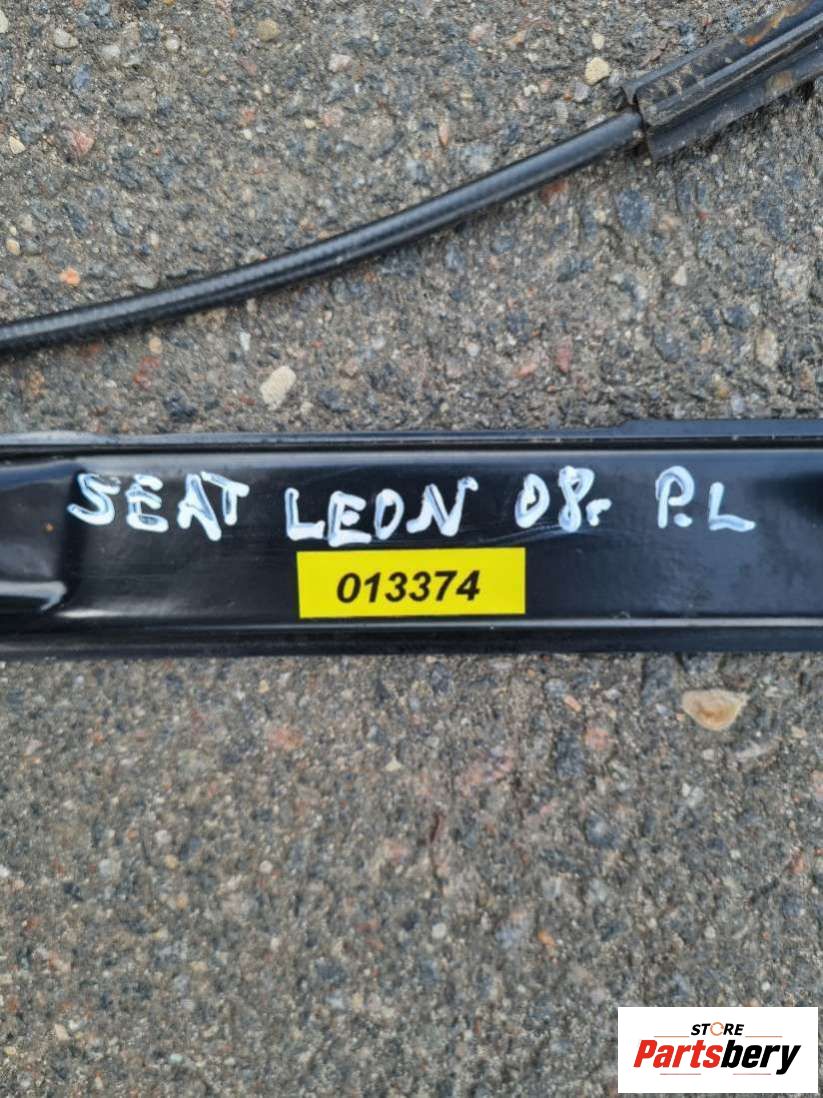 SEAT LEON 08r P.L
013374
STORE
Partsbery